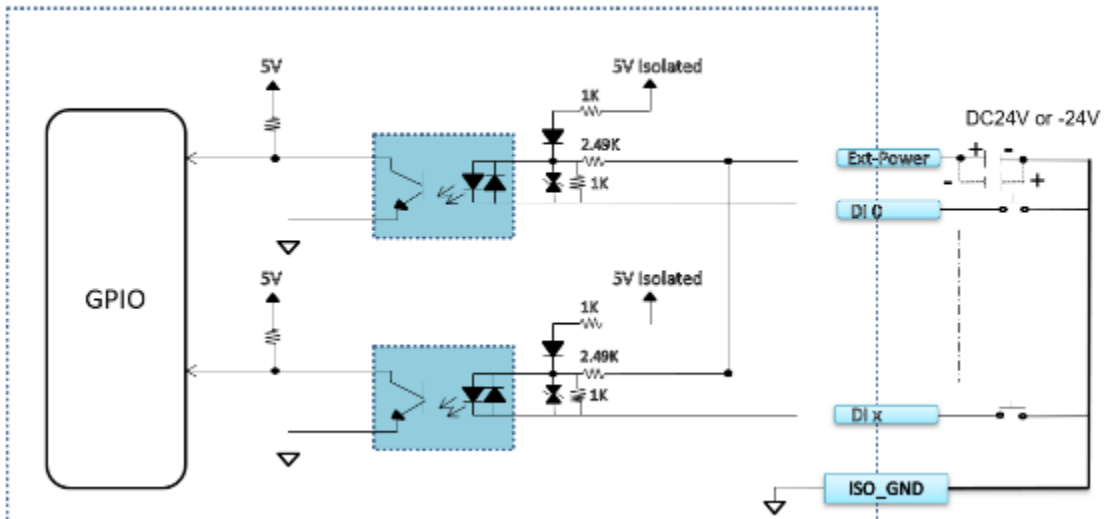 5V
5V Isolated
1K
DC24V or -24V
2.49K
Ext-Power
+
-
1K
-
+
DI 0
5V
5V Isolated
GPIO
1K
2.49K
1K
DI x
ISO_GND